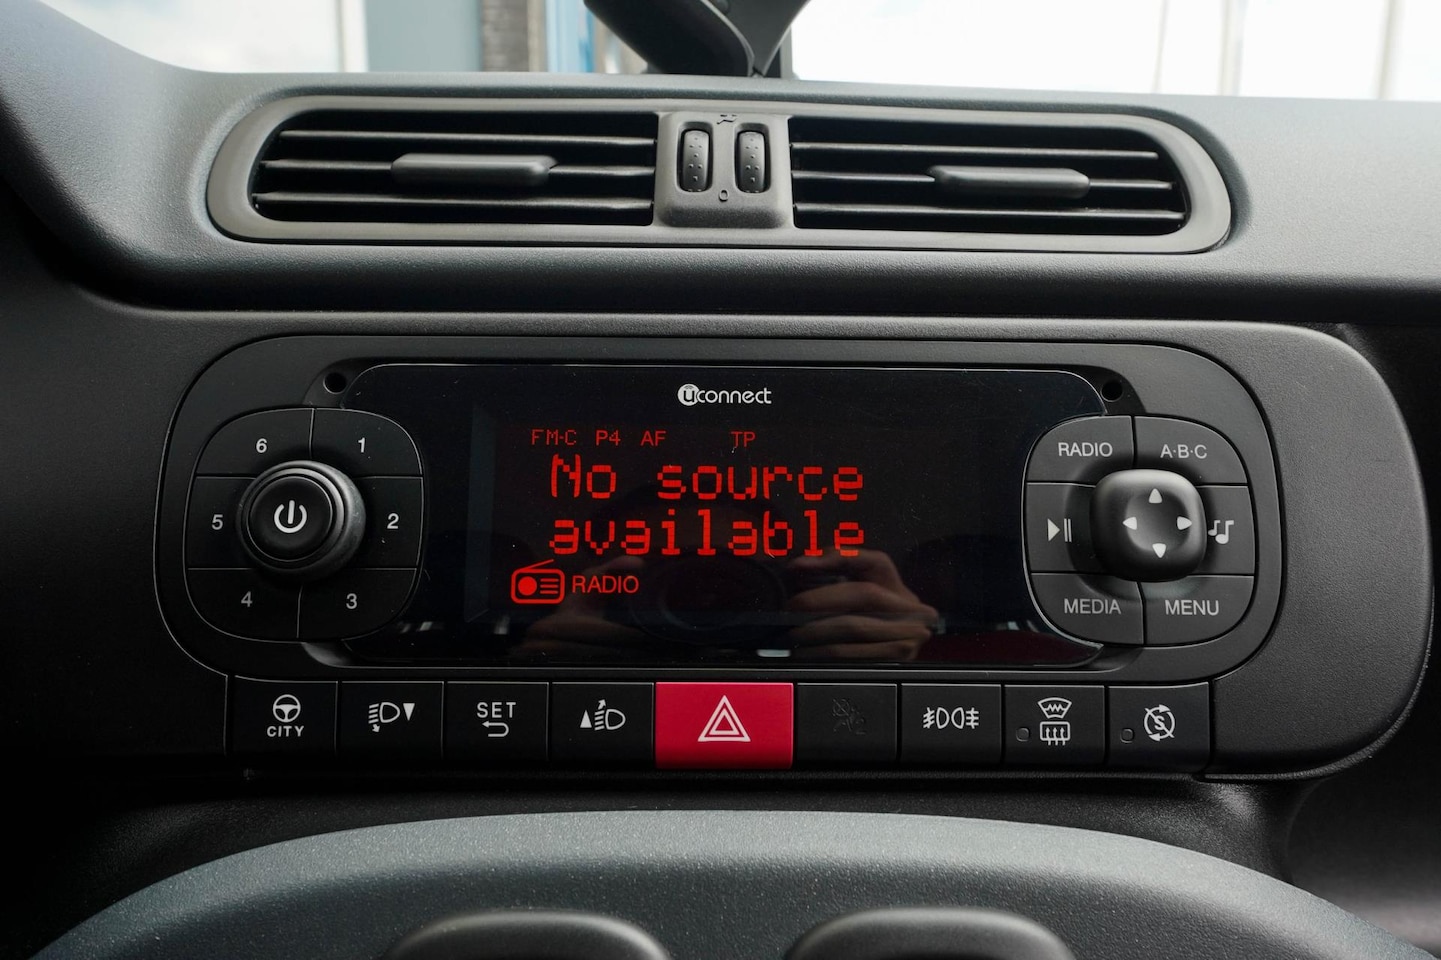 uconnect
FM-C P4 AF TP
No source
available
RADIO
6 1
5 2
4 3
RADIO A·B·C
MEDIA MENU
CITY
SET